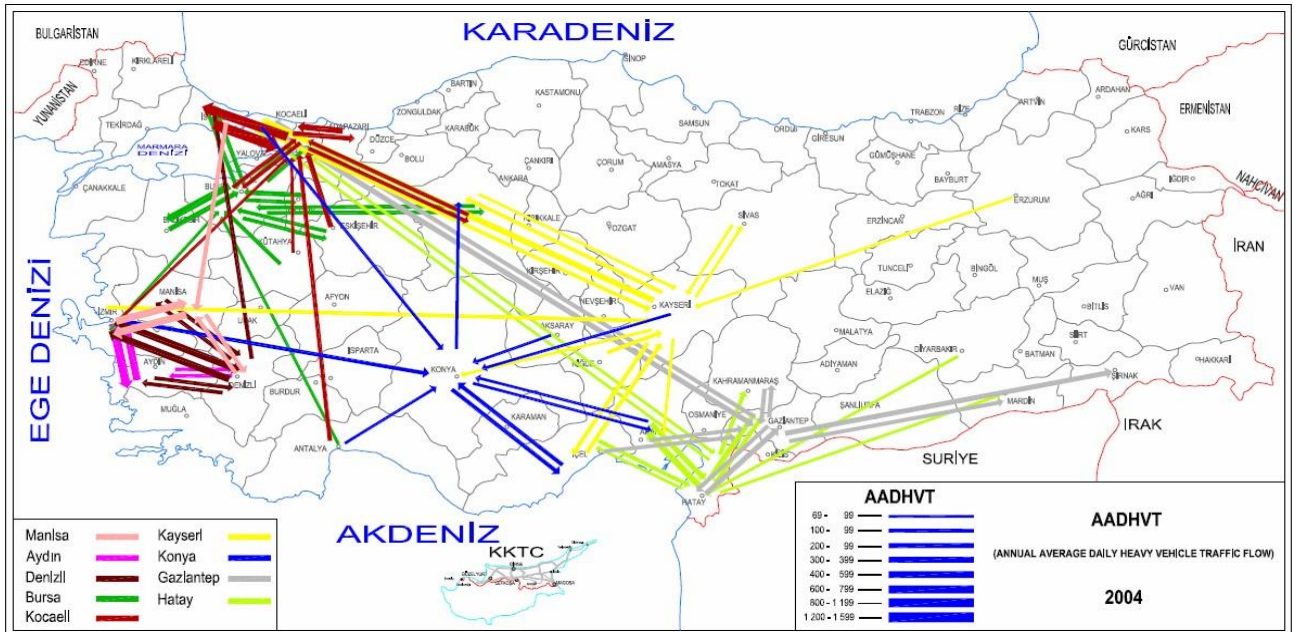 KARADENİZ
BULGARİSTAN
GÜRCİSTAN
EDİRNE
KIRKLARELİ
SİNOP
BARTIN
KASTAMONU
ZONGULDAK
ARDAHAN
ARTVİN
YUNANİSTAN
ERMENİSTAN
TEKİRDAĞ
KOCAELİ
KARABÜK
SAMSUN
TRABZON
RİZE
KARS
DÜZCE
ORDU
GİRESUN
MARMARA
DENİZİ
YALOVA
BOLU
ÇANKIRI
ÇORUM
AMASYA
GÜMÜŞHANE
BAYBURT
IĞDIR
NAHCIVAN
ÇANAKKALE
ANKARA
TOKAT
AĞRI
ERZURUM
SİVAS
ERZİNCAN
ESKİŞEHİR
KIRIKKALE
YOZGAT
KÜTAHYA
İRAN
TUNCELİ
BİNGÖL
MUŞ
KIRŞEHİR
VAN
EGE DENİZİ
MANİSA
AFYON
NEVŞEHİR
KAYSERİ
ELAZIĞ
BİTLİS
İZMİR
UŞAK
AKSARAY
MALATYA
SİİRT
ISPARTA
DİYARBAKIR
BATMAN
HAKKARİ
AYDIN
KONYA
ADIYAMAN
ŞIRNAK
DENİZLİ
BURDUR
KAHRAMANMARAŞ
MARDİN
MUĞLA
KARAMAN
OSMANİYE
GAZİANTEP
ŞANLIURFA
IRAK
ANTALYA
KİLİS
SURİYE
HATAY
AKDENİZ
KKTC
Manisa
Aydın
Denizli
Bursa
Kocaeli
Kayseri
Konya
Gaziantep
Hatay
AADHVT
69 - 99
100 - 99
200 - 99
300 - 399
400 - 599
600 - 799
800 - 1 199
1 200 - 1 599
AADHVT
(ANNUAL AVERAGE DAILY HEAVY VEHICLE TRAFFIC FLOW)
2004